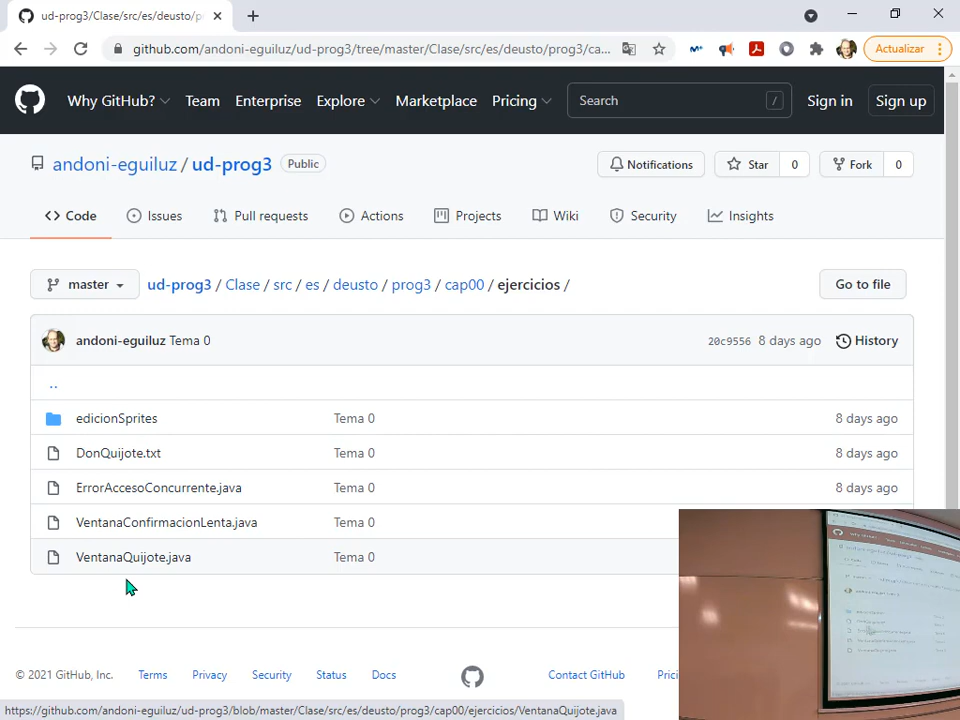 ud-prog3/Clase/src/es/deusto/p
github.com/andoni-eguiluz/ud-prog3/tree/master/Clase/src/es/deusto/prog3/ca...
Actualizar
Why GitHub?
Team
Enterprise
Explore
Marketplace
Pricing
Search
/
Sign in
Sign up
andoni-eguiluz / ud-prog3
Public
Notifications
Star
0
Fork
0
Code
Issues
Pull requests
Actions
Projects
Wiki
Security
Insights
master
ud-prog3 / Clase / src / es / deusto / prog3 / cap00 / ejercicios /
Go to file
andoni-eguiluz Tema 0
20c9556 8 days ago
History
..
edicionSprites Tema 0 8 days ago
DonQuijote.txt Tema 0 8 days ago
ErrorAccesoConcurrente.java Tema 0 8 days ago
VentanaConfirmacionLenta.java Tema 0
VentanaQuijote.java Tema 0
© 2021 GitHub, Inc.
Terms
Privacy
Security
Status
Docs
Contact GitHub
https://github.com/andoni-eguiluz/ud-prog3/blob/master/Clase/src/es/deusto/prog3/cap00/ejercicios/VentanaQuijote.java